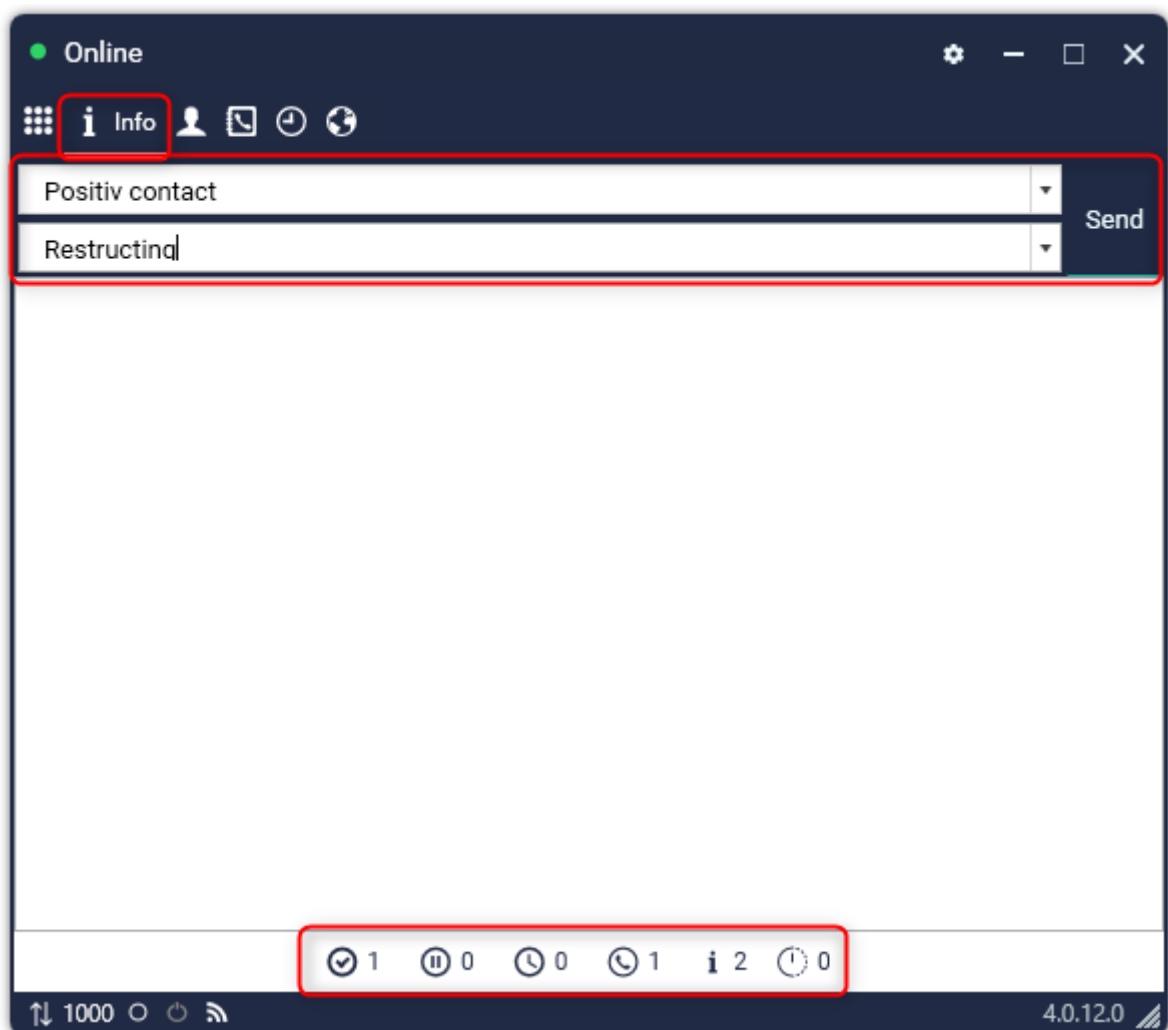 Online
Info
Positiv contact
Send
Restructing
1 0 0 1 2 0
1000 4.0.12.0